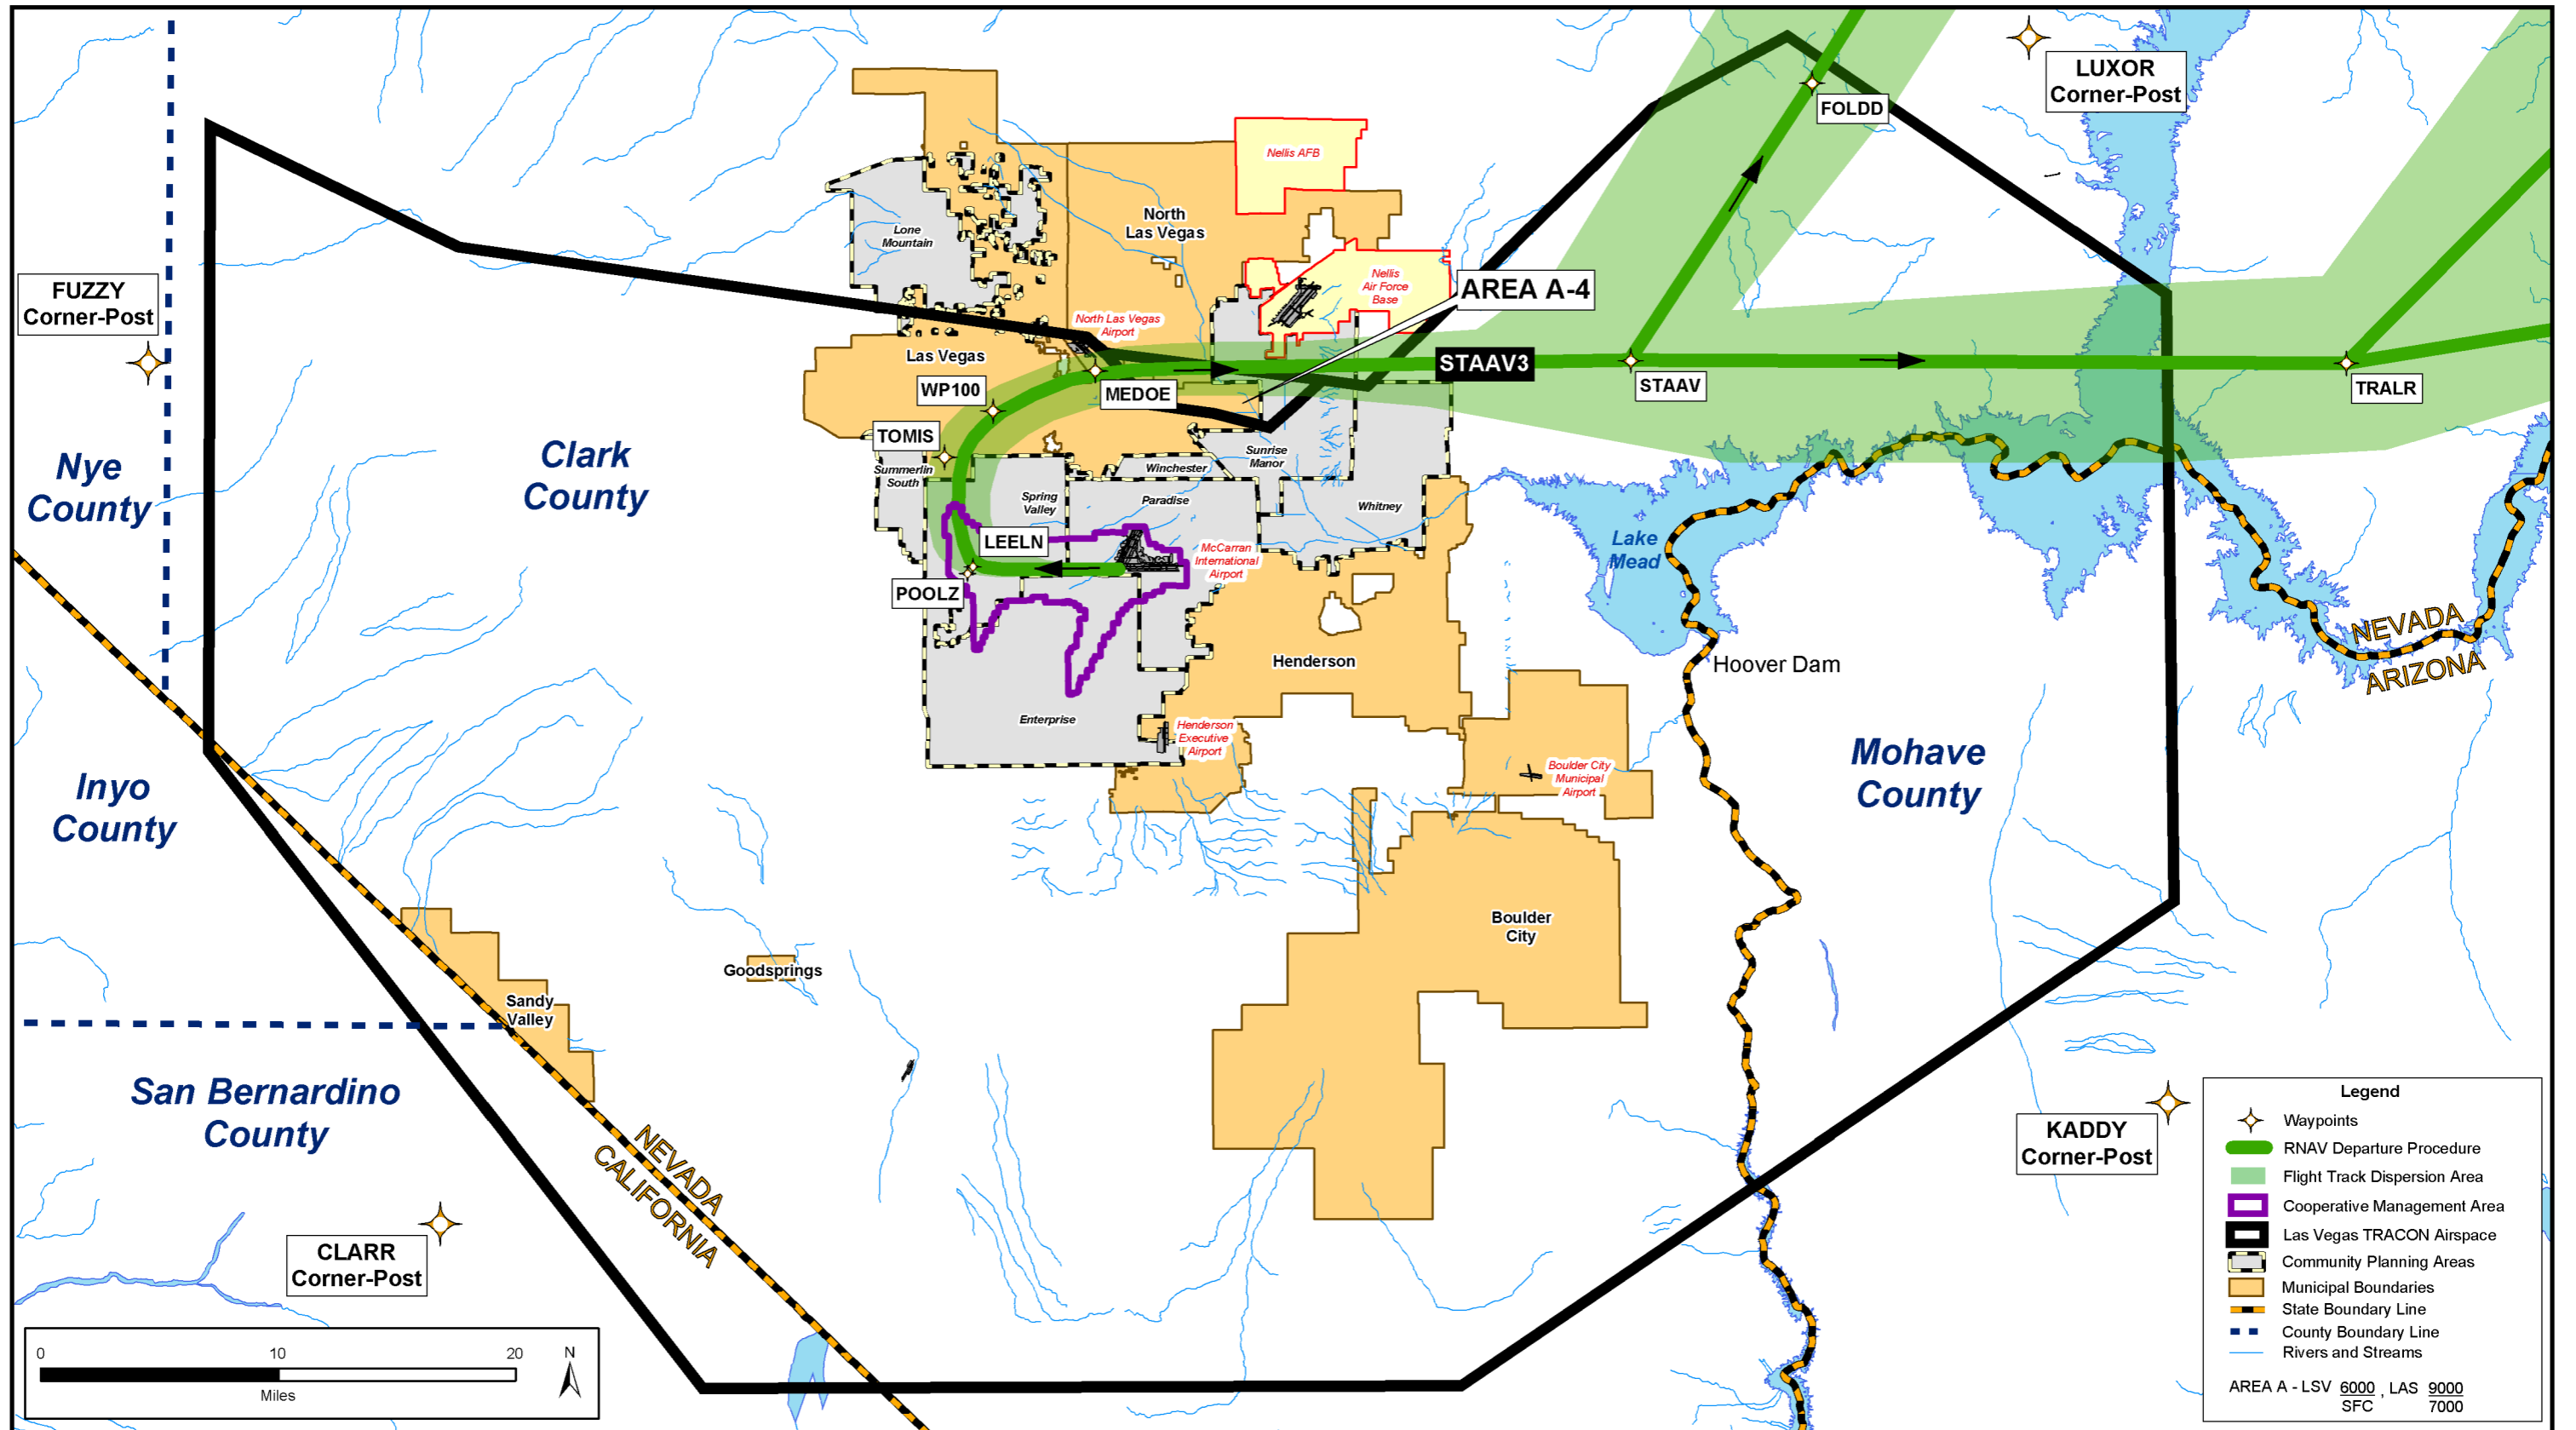 LUXOR
Corner-Post
FOLDD
Nellis AFB
North
Las Vegas
Lone
Mountain
Nellis
Air Force
Base
AREA A-4
FUZZY
Corner-Post
North Las Vegas
Airport
Las Vegas
STAAV3
WP100
MEDOE
STAAV
TRALR
TOMIS
Clark
County
Nye
County
Summerlin
South
Winchester
Sunrise
Manor
Spring
Valley
Paradise
Whitney
LEELN
McCarran
International
Airport
Lake
Mead
POOLZ
NEVADA
ARIZONA
Henderson
Hoover Dam
Enterprise
Henderson
Executive
Airport
Boulder City
Municipal
Airport
Mohave
County
Inyo
County
Boulder
City
Goodsprings
Sandy
Valley
San Bernardino
County
NEVADA
CALIFORNIA
KADDY
Corner-Post
CLARR
Corner-Post
0 10 20
Miles
N
Legend
Waypoints
RNAV Departure Procedure
Flight Track Dispersion Area
Cooperative Management Area
Las Vegas TRACON Airspace
Community Planning Areas
Municipal Boundaries
State Boundary Line
County Boundary Line
Rivers and Streams
AREA A - LSV 6000 , LAS 9000
SFC 7000